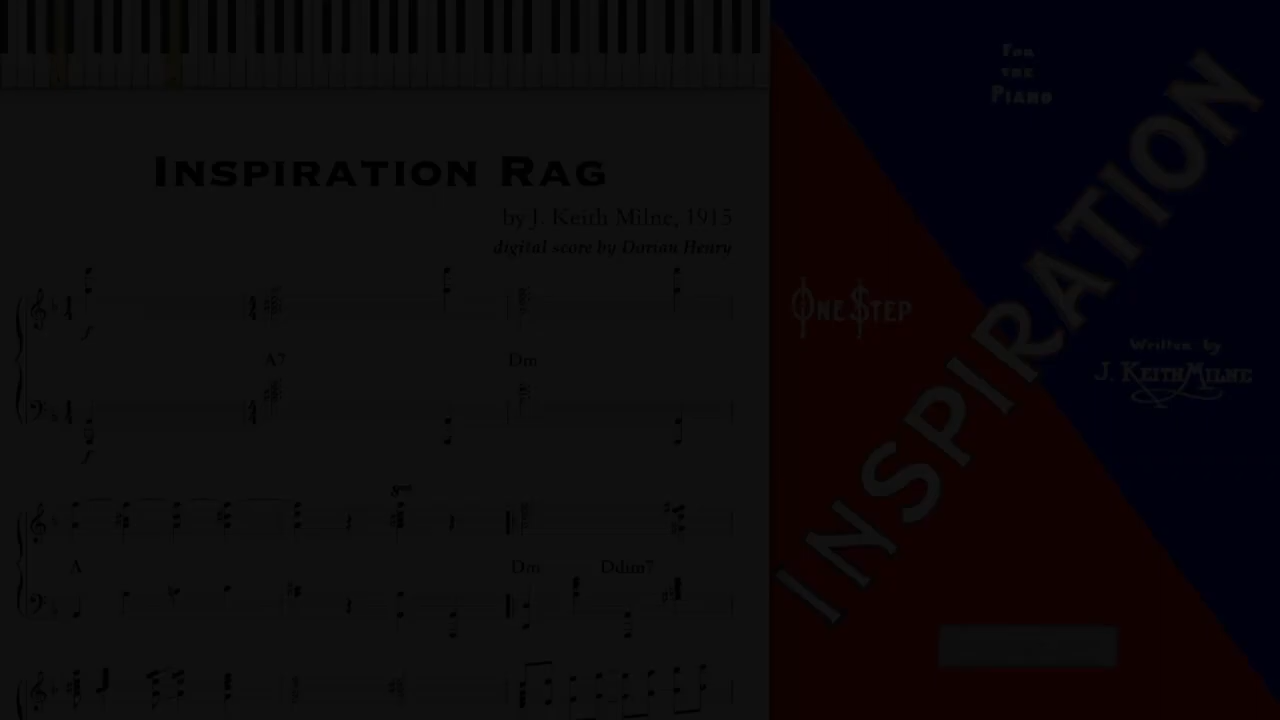 INSPIRATION RAG
by J. Keith Milne, 1915
digital score by Dorian Henry
A7 Dm
8va
A Dm Ddim7
FOR
THE
PIANO
INSPIRATION
ONE STEP
Written by
J. KEITH MILNE